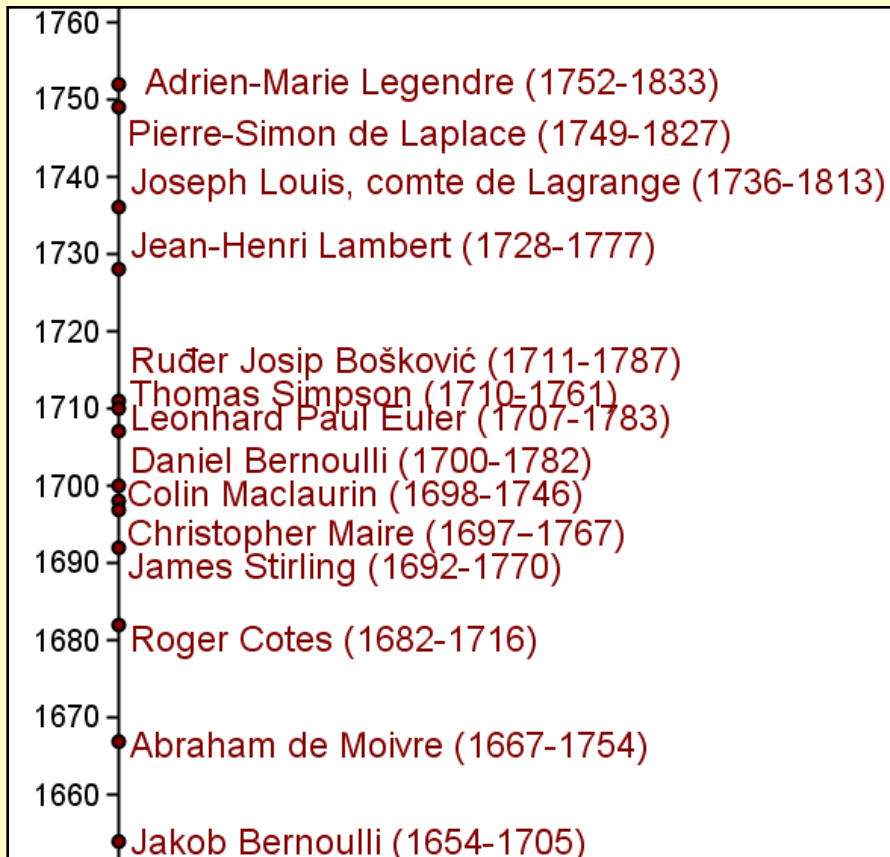 1760
Adrien-Marie Legendre (1752-1833)
1750
Pierre-Simon de Laplace (1749-1827)
1740
Joseph Louis, comte de Lagrange (1736-1813)
1730
Jean-Henri Lambert (1728-1777)
1720
Ruđer Josip Bošković (1711-1787)
Thomas Simpson (1710-1761)
1710
Leonhard Paul Euler (1707-1783)
Daniel Bernoulli (1700-1782)
1700
Colin Maclaurin (1698-1746)
Christopher Maire (1697–1767)
1690
James Stirling (1692-1770)
1680
Roger Cotes (1682-1716)
1670
Abraham de Moivre (1667-1754)
1660
Jakob Bernoulli (1654-1705)